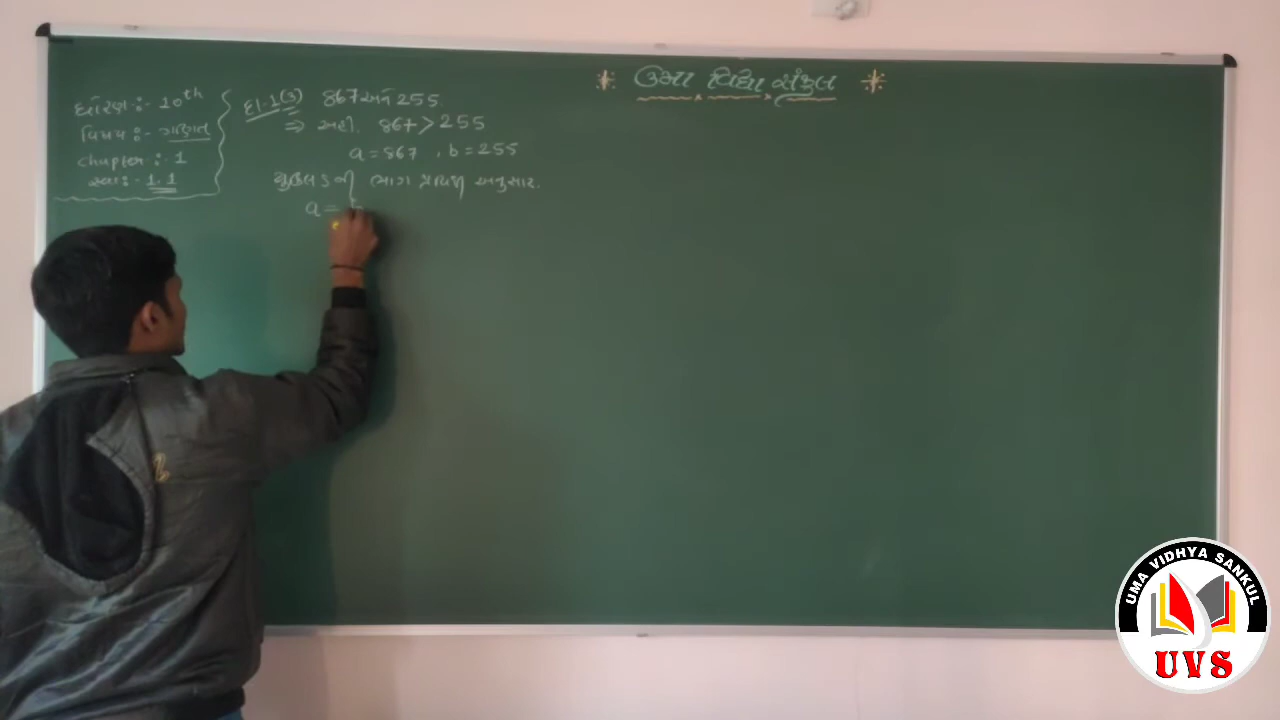 ઉમા વિદ્યા સંકુલ
ધોરણ :- 10th
વિષય :- ગણિત
chapter :- 1
સ્વા :- 1.1
દા-1 (3) 867 અને 255
⇒ અહીં 867 > 255
a = 867 , b = 255
યુક્લિડની ભાગ પ્રવિધિ અનુસાર.
a = b
UMA VIDHYA SANKUL
UVS